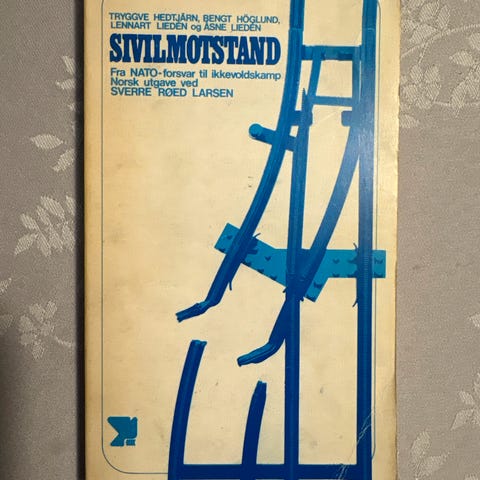 TRYGGVE HEDTJÄRN, BENGT HÖGLUND,
LENNART LIEDÉN og ÅSNE LIEDÉN
SIVILMOTSTAND
Fra NATO-forsvar til ikkevoldskamp
Norsk utgave ved
SVERRE RØED LARSEN